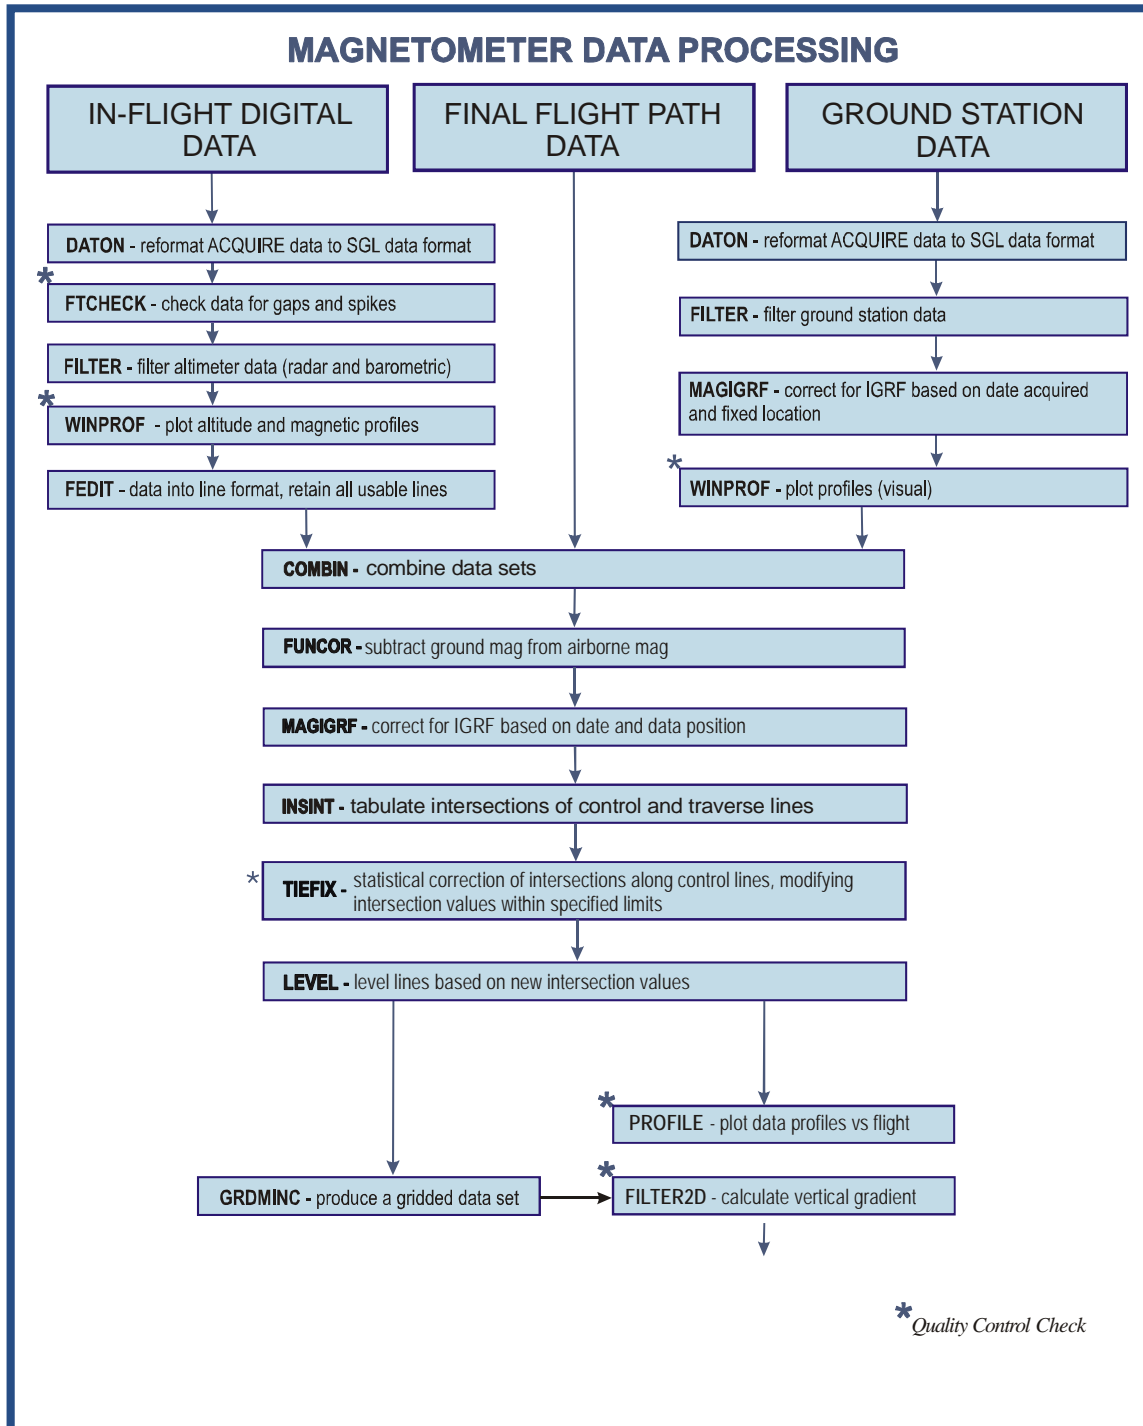 MAGNETOMETER DATA PROCESSING
IN-FLIGHT DIGITAL
DATA
FINAL FLIGHT PATH
DATA
GROUND STATION
DATA
DATON - reformat ACQUIRE data to SGL data format
* FTCHECK - check data for gaps and spikes
FILTER - filter altimeter data (radar and barometric)
* WINPROF - plot altitude and magnetic profiles
FEDIT - data into line format, retain all usable lines
DATON - reformat ACQUIRE data to SGL data format
FILTER - filter ground station data
MAGIGRF - correct for IGRF based on date acquired
and fixed location
* WINPROF - plot profiles (visual)
COMBIN - combine data sets
FUNCOR - subtract ground mag from airborne mag
MAGIGRF - correct for IGRF based on date and data position
INSINT - tabulate intersections of control and traverse lines
* TIEFIX - statistical correction of intersections along control lines, modifying
intersection values within specified limits
LEVEL - level lines based on new intersection values
* PROFILE - plot data profiles vs flight
GRDMINC - produce a gridded data set
* FILTER2D - calculate vertical gradient
* Quality Control Check